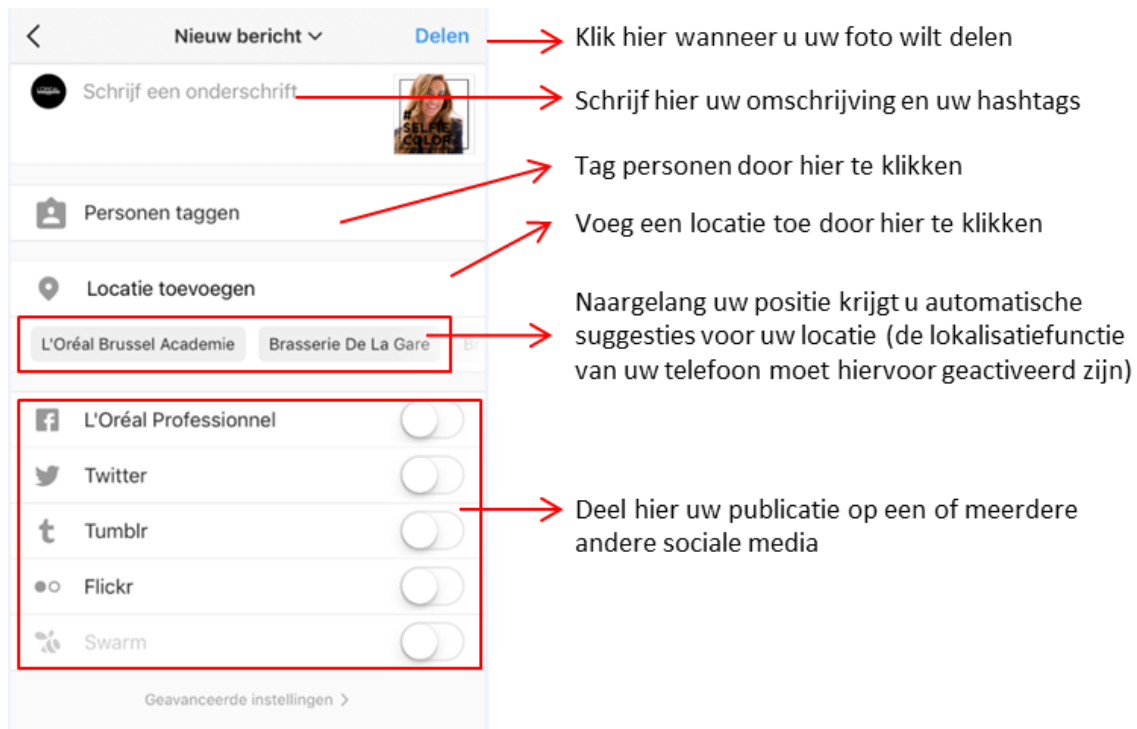 Nieuw bericht
Delen
Klik hier wanneer u uw foto wilt delen
Schrijf een onderschrift
# SELFIE COLOR
Schrijf hier uw omschrijving en uw hashtags
Tag personen door hier te klikken
Personen taggen
Voeg een locatie toe door hier te klikken
Locatie toevoegen
L'Oréal Brussel Academie
Brasserie De La Gare
Naargelang uw positie krijgt u automatische
suggesties voor uw locatie (de lokalisatiefunctie
van uw telefoon moet hiervoor geactiveerd zijn)
L'Oréal Professionnel
Twitter
Tumblr
Flickr
Swarm
Deel hier uw publicatie op een of meerdere
andere sociale media
Geavanceerde instellingen >